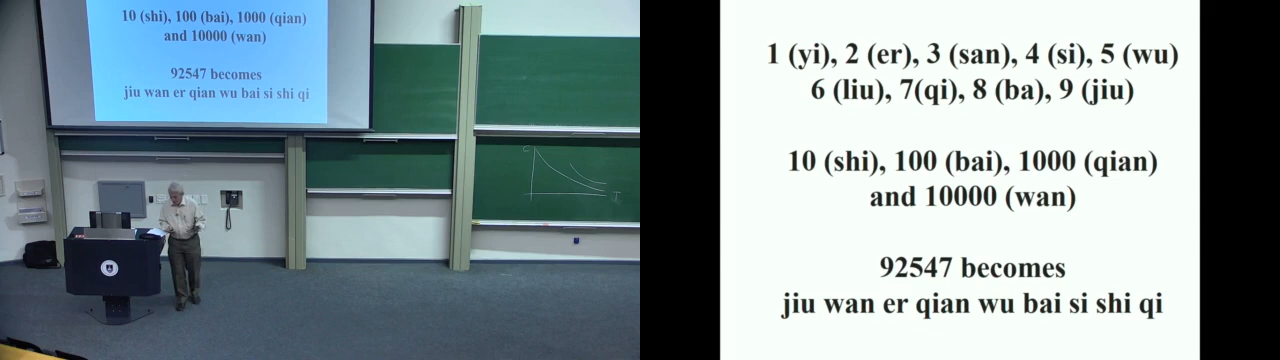 10 (shi), 100 (bai), 1000 (qian)
and 10000 (wan)
92547 becomes
jiu wan er qian wu bai si shi qi
1 (yi), 2 (er), 3 (san), 4 (si), 5 (wu)
6 (liu), 7(qi), 8 (ba), 9 (jiu)
10 (shi), 100 (bai), 1000 (qian)
and 10000 (wan)
92547 becomes
jiu wan er qian wu bai si shi qi